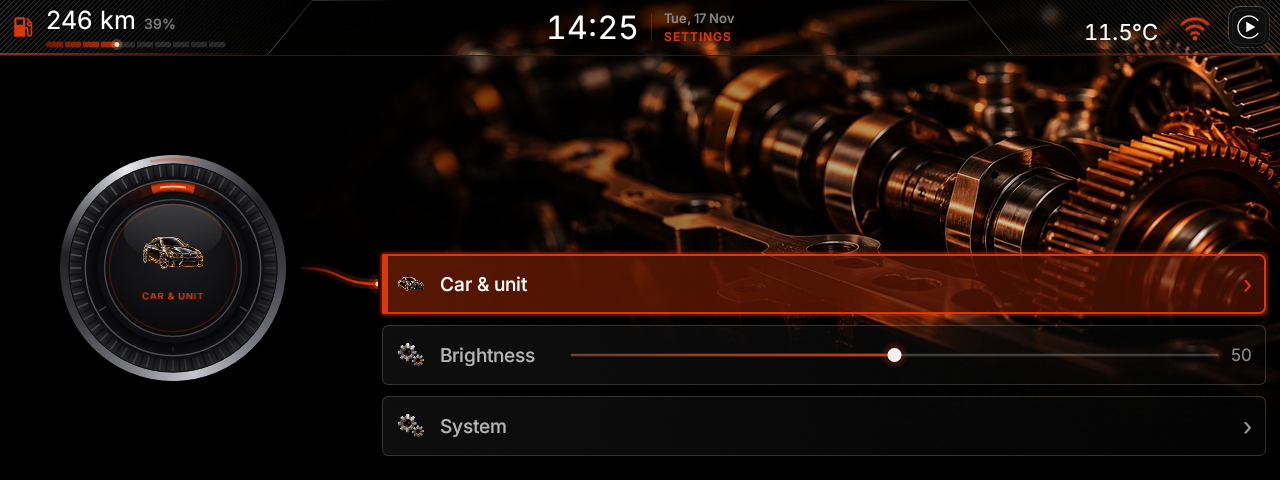 246 km 39%
14:25
Tue, 17 Nov
SETTINGS
11.5°C
CAR & UNIT
Car & unit
Brightness 50
System